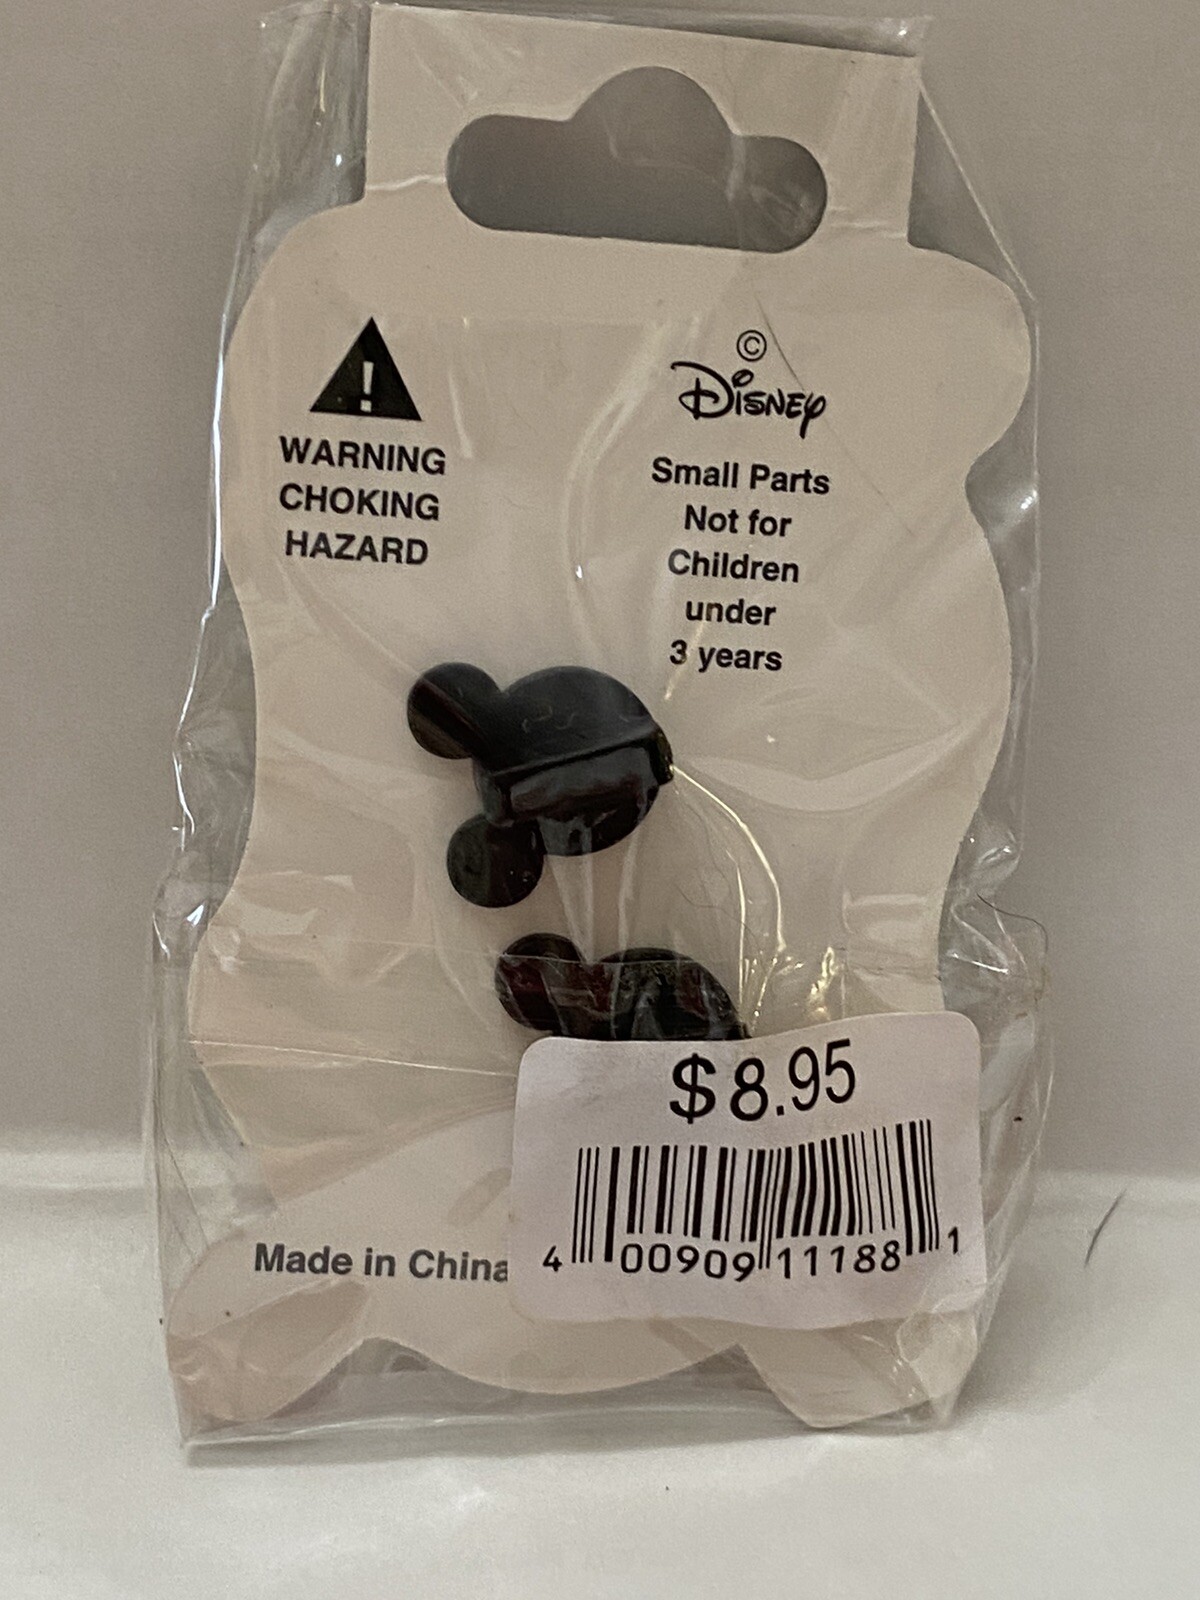 !
WARNING
CHOKING
HAZARD
©
Disney
Small Parts
Not for
Children
under
3 years
$8.95
4 00909 11188 1
Made in China